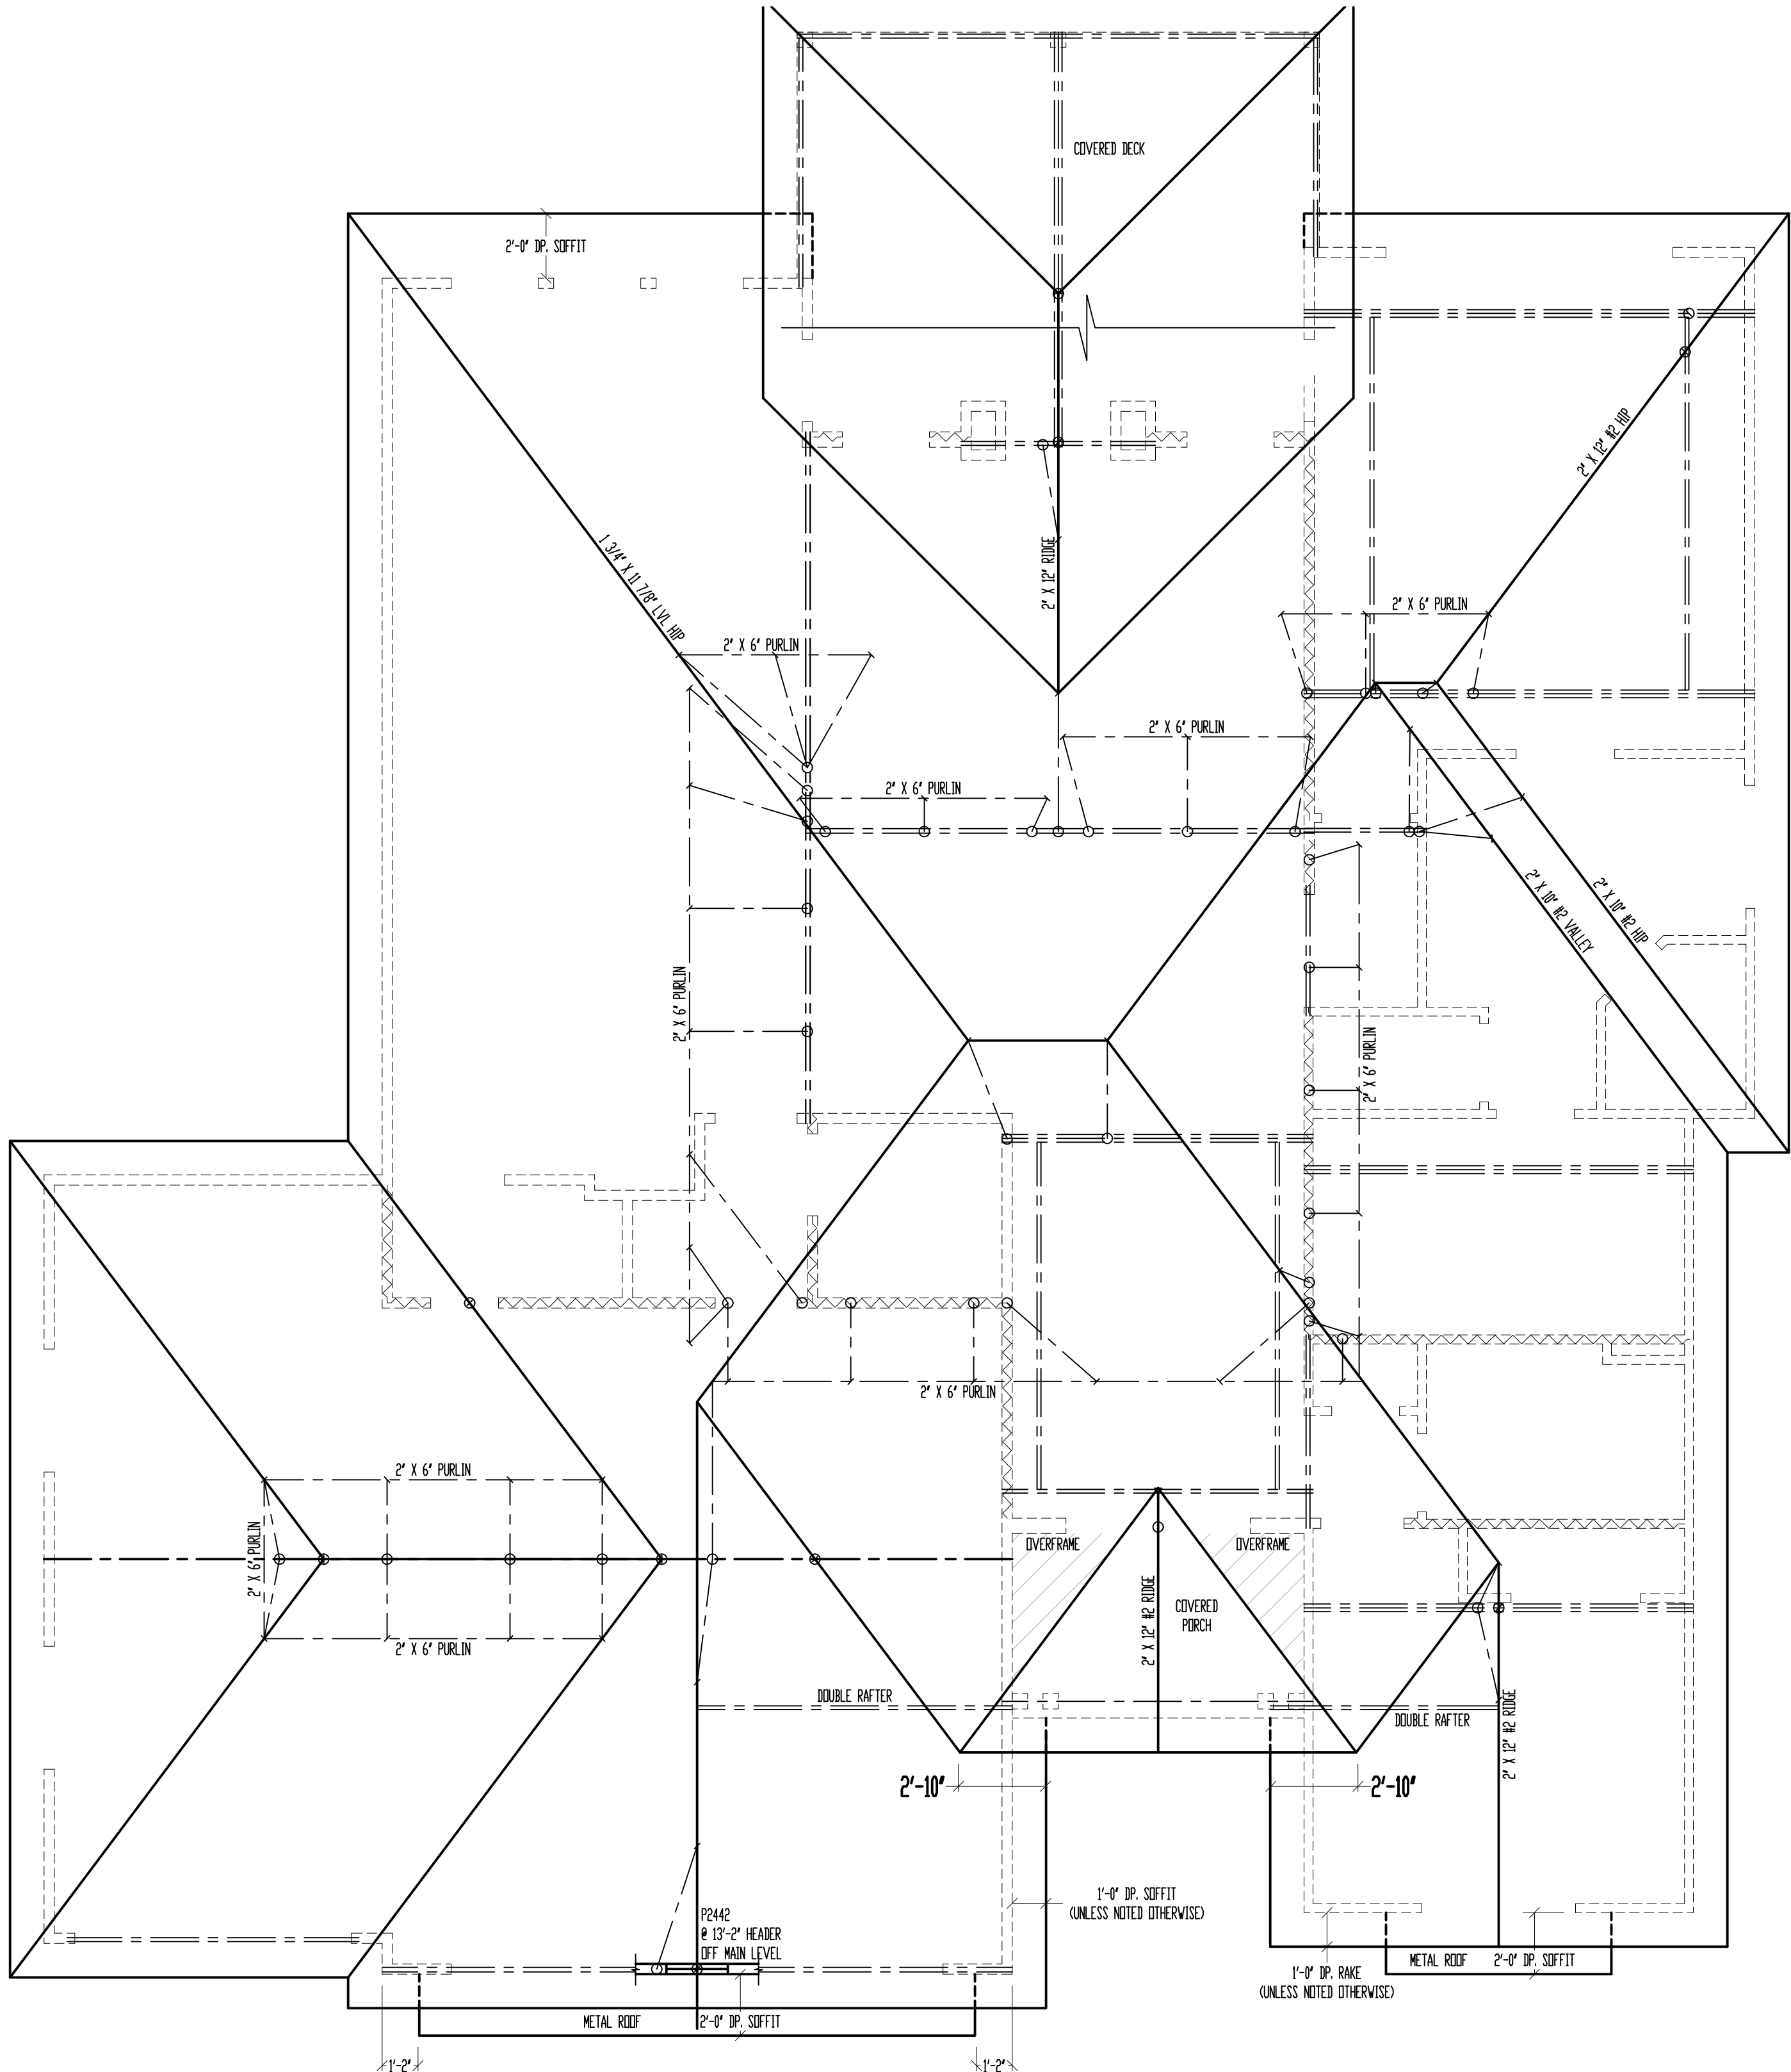 COVERED DECK
2'-0" DP. SOFFIT
2" X 12" #2 HIP
1 3/4" X 11 7/8" LVL HIP
2" X 12" RIDGE
2" X 6" PURLIN
2" X 6" PURLIN
2" X 6" PURLIN
2" X 6" PURLIN
2" X 10" #2 VALLEY
2" X 10" #2 HIP
2" X 6" PURLIN
2" X 6" PURLIN
2" X 6" PURLIN
2" X 6" PURLIN
2" X 6" PURLIN
2" X 6" PURLIN
OVERFRAME
OVERFRAME
2" X 12" #2 RIDGE
COVERED
PORCH
DOUBLE RAFTER
DOUBLE RAFTER
2" X 12" #2 RIDGE
2'-10"
2'-10"
1'-0" DP. SOFFIT
(UNLESS NOTED OTHERWISE)
P2442
@ 13'-2" HEADER
OFF MAIN LEVEL
METAL ROOF
2'-0" DP. SOFFIT
1'-0" DP. RAKE
(UNLESS NOTED OTHERWISE)
METAL ROOF
2'-0" DP. SOFFIT
1'-2"
1'-2"